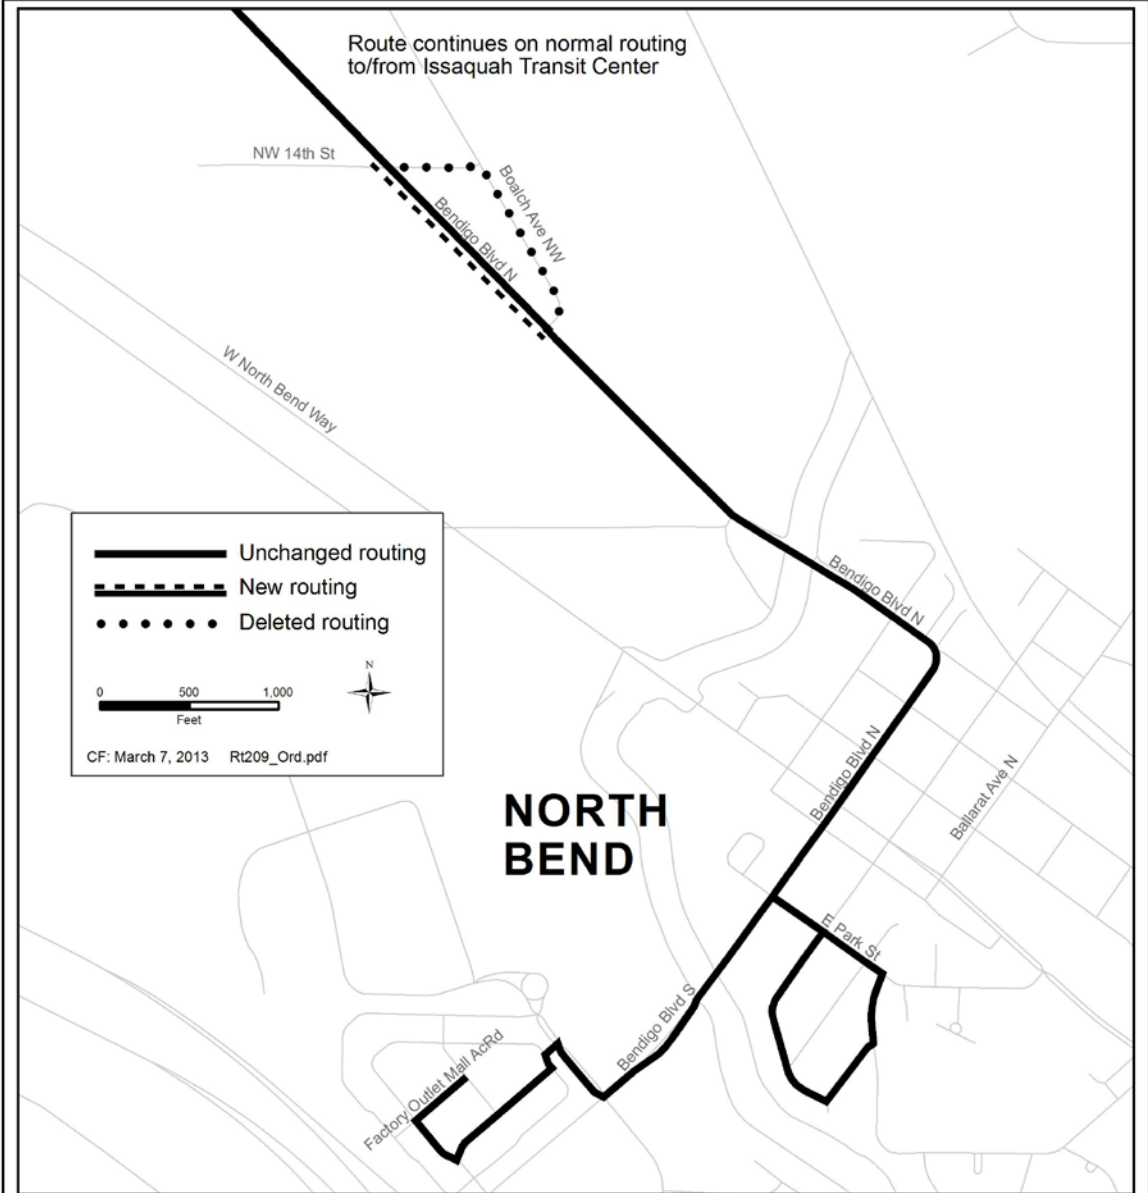 Route continues on normal routing
to/from Issaquah Transit Center
NW 14th St
Boalch Ave NW
Bendigo Blvd N
W North Bend Way
Unchanged routing
New routing
Deleted routing
N
0 500 1,000
Feet
CF: March 7, 2013 Rt209_Ord.pdf
Bendigo Blvd N
Bendigo Blvd N
Ballarat Ave N
NORTH
BEND
E Park St
Bendigo Blvd S
Factory Outlet Mall AcRd